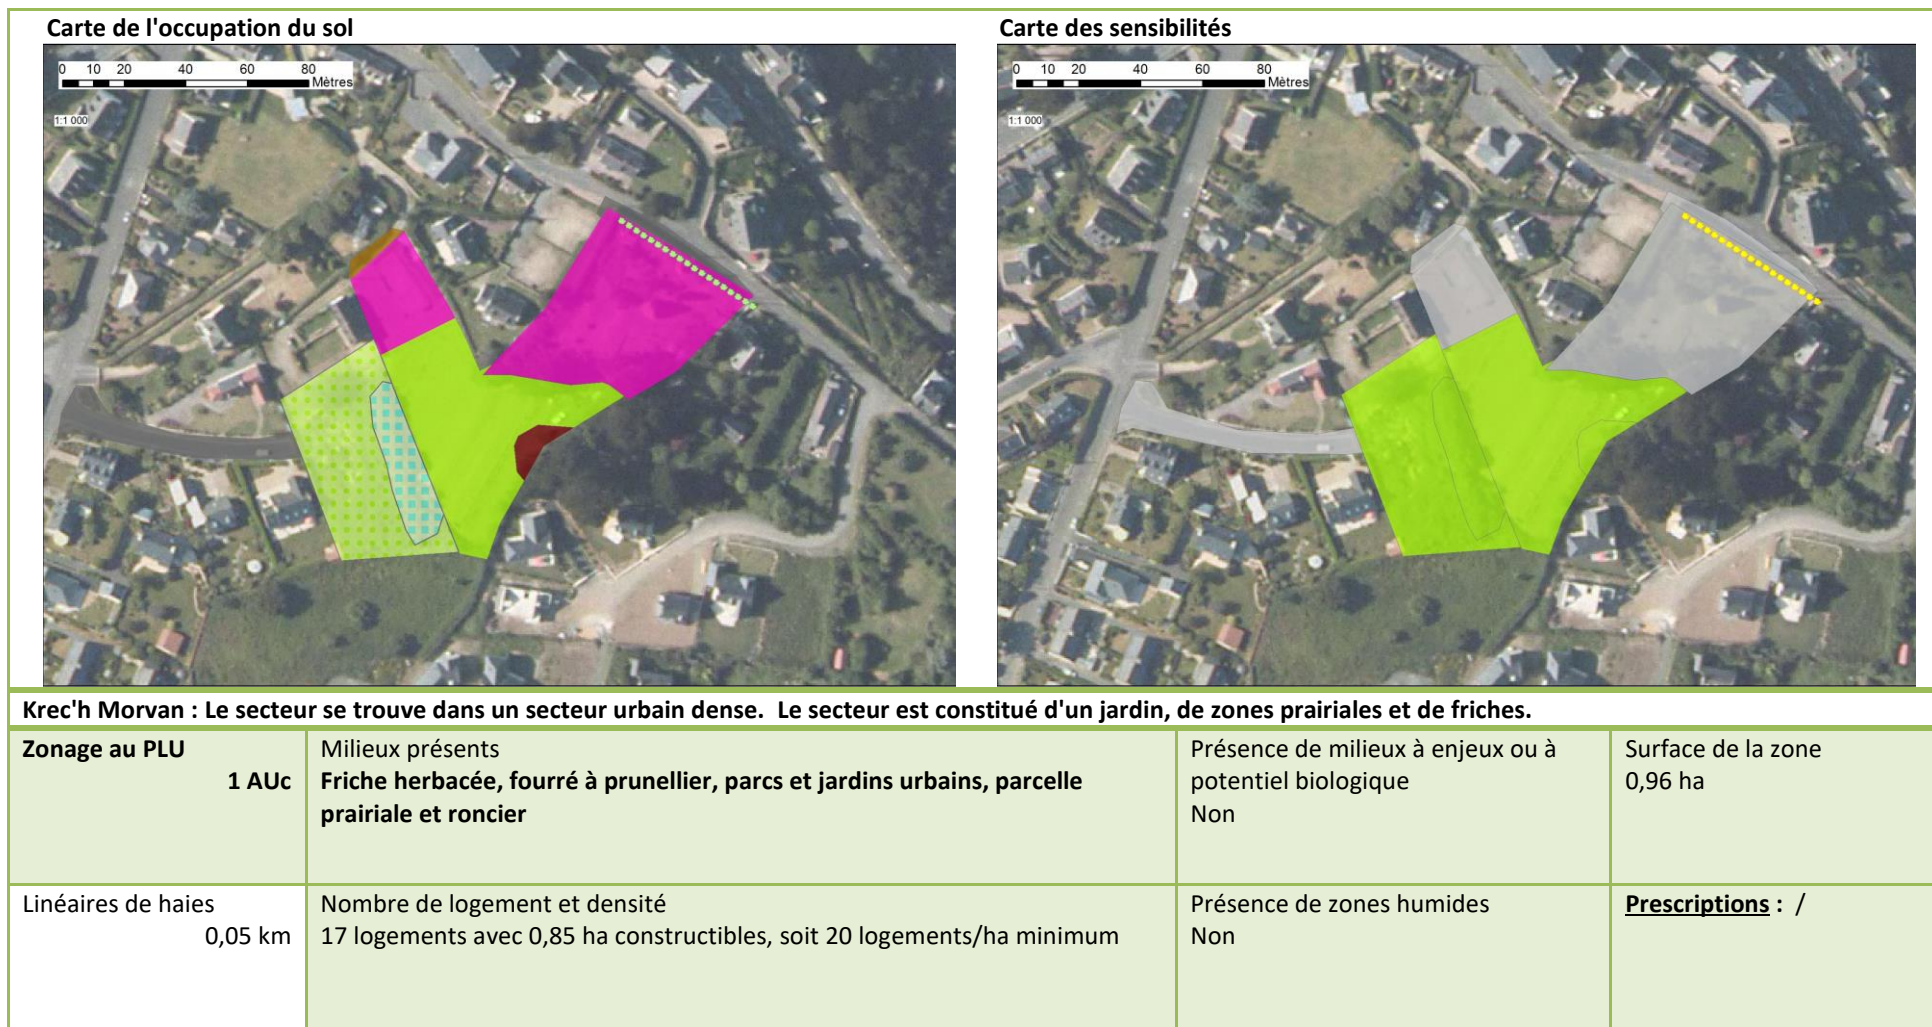 Carte de l'occupation du sol
0 10 20 40 60 80
Mètres
1:1 000
Carte des sensibilités
0 10 20 40 60 80
Mètres
1:1 000
Krec'h Morvan : Le secteur se trouve dans un secteur urbain dense. Le secteur est constitué d'un jardin, de zones prairiales et de friches.
Zonage au PLU
1 AUc
Milieux présents
Friche herbacée, fourré à prunellier, parcs et jardins urbains, parcelle
prairiale et roncier
Présence de milieux à enjeux ou à
potentiel biologique
Non
Surface de la zone
0,96 ha
Linéaires de haies
0,05 km
Nombre de logement et densité
17 logements avec 0,85 ha constructibles, soit 20 logements/ha minimum
Présence de zones humides
Non
Prescriptions : /